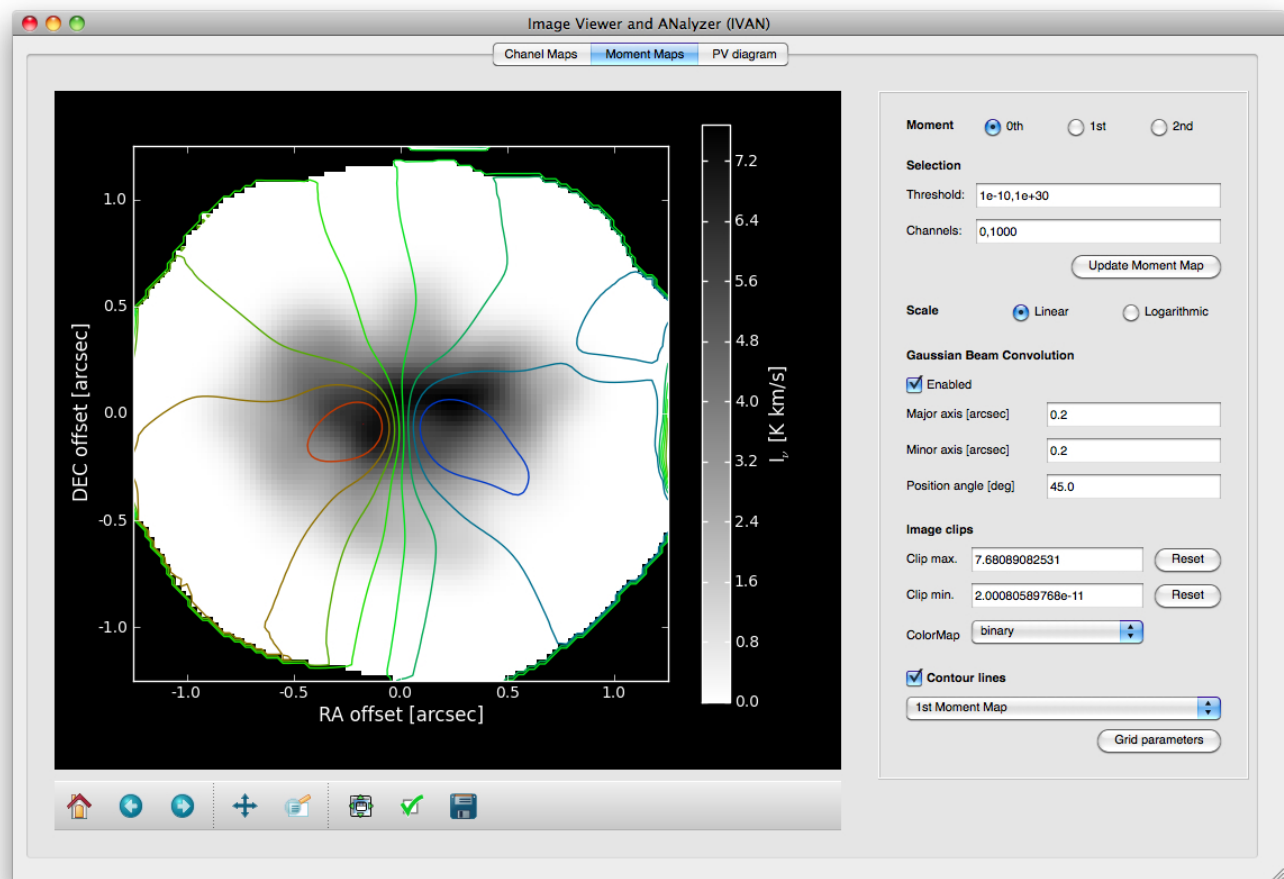 Image Viewer and ANalyzer (IVAN)
Chanel Maps
Moment Maps
PV diagram
1.0
0.5
0.0
-0.5
-1.0
DEC offset [arcsec]
-1.0
-0.5
0.0
0.5
1.0
RA offset [arcsec]
7.2
6.4
5.6
4.8
4.0
3.2
2.4
1.6
0.8
0.0
Iν [K km/s]
Moment 0th 1st 2nd
Selection
Threshold: 1e-10,1e+30
Channels: 0,1000
Update Moment Map
Scale Linear Logarithmic
Gaussian Beam Convolution
Enabled
Major axis [arcsec] 0.2
Minor axis [arcsec] 0.2
Position angle [deg] 45.0
Image clips
Clip max. 7.68089082531 Reset
Clip min. 2.00080589768e-11 Reset
ColorMap binary
Contour lines
1st Moment Map
Grid parameters